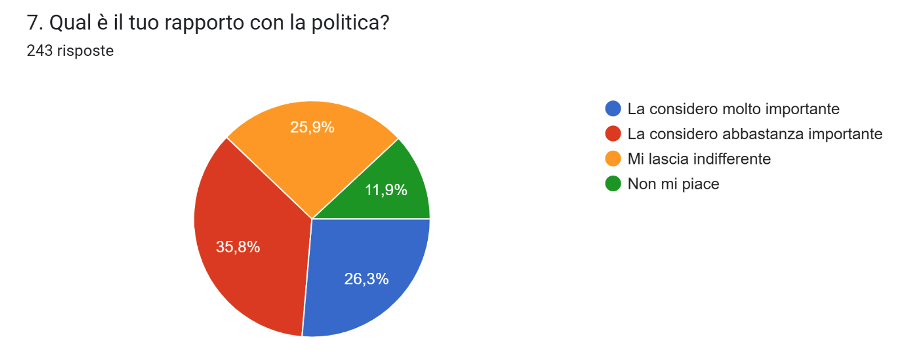 7. Qual è il tuo rapporto con la politica?
243 risposte
La considero molto importante
La considero abbastanza importante
Mi lascia indifferente
Non mi piace
25,9%
11,9%
35,8%
26,3%